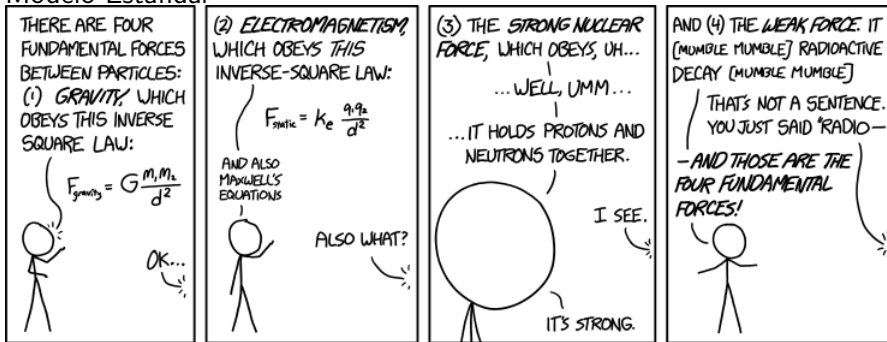 Modelo Estándar
THERE ARE FOUR
FUNDAMENTAL FORCES
BETWEEN PARTICLES:
(1) GRAVITY, WHICH
OBEYS THIS INVERSE
SQUARE LAW:
F_gravity = G m₁m₂/d²
OK...
(2) ELECTROMAGNETISM,
WHICH OBEYS THIS
INVERSE-SQUARE LAW:
F_static = k_e q₁q₂/d²
AND ALSO
MAXWELL'S
EQUATIONS
ALSO WHAT?
(3) THE STRONG NUCLEAR
FORCE, WHICH OBEYS, UH...
...WELL, UMM...
...IT HOLDS PROTONS AND
NEUTRONS TOGETHER.
I SEE.
IT'S STRONG.
AND (4) THE WEAK FORCE. IT
[MUMBLE MUMBLE] RADIOACTIVE
DECAY [MUMBLE MUMBLE]
THAT'S NOT A SENTENCE.
YOU JUST SAID "RADIO—
—AND THOSE ARE THE
FOUR FUNDAMENTAL
FORCES!